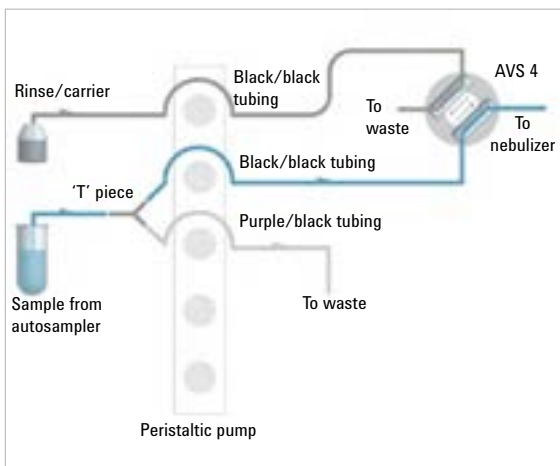 Rinse/carrier
Black/black
tubing
AVS 4
To
waste
To
nebulizer
Black/black tubing
'T' piece
Purple/black tubing
Sample from
autosampler
To waste
Peristaltic pump